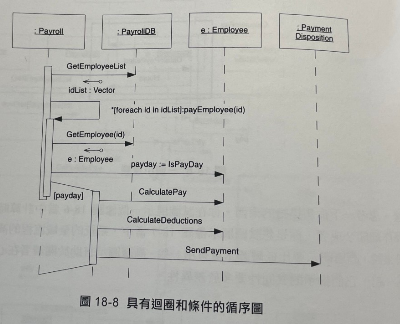 : Payroll
: PayrollDB
e : Employee
: Payment
Disposition
GetEmployeeList
idList : Vector
*[foreach id in idList]:payEmployee(id)
GetEmployee(id)
e : Employee
payday := IsPayDay
[payday]
CalculatePay
CalculateDeductions
SendPayment
圖 18-8 具有迴圈和條件的循序圖